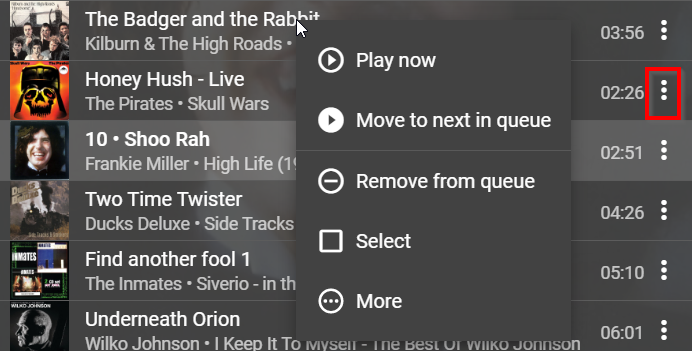 The Badger and the Rabbit
Kilburn & The High Roads •
03:56
Play now
Honey Hush - Live
The Pirates • Skull Wars
02:26
Move to next in queue
10 • Shoo Rah
Frankie Miller • High Life (19
02:51
Remove from queue
Two Time Twister
Ducks Deluxe • Side Tracks
04:26
Select
Find another fool 1
The Inmates • Siverio - in th
05:10
More
Underneath Orion
Wilko Johnson • I Keep It To Myself - The Best Of Wilko Johnson
06:01
INMATES
WILKO JOHNSON